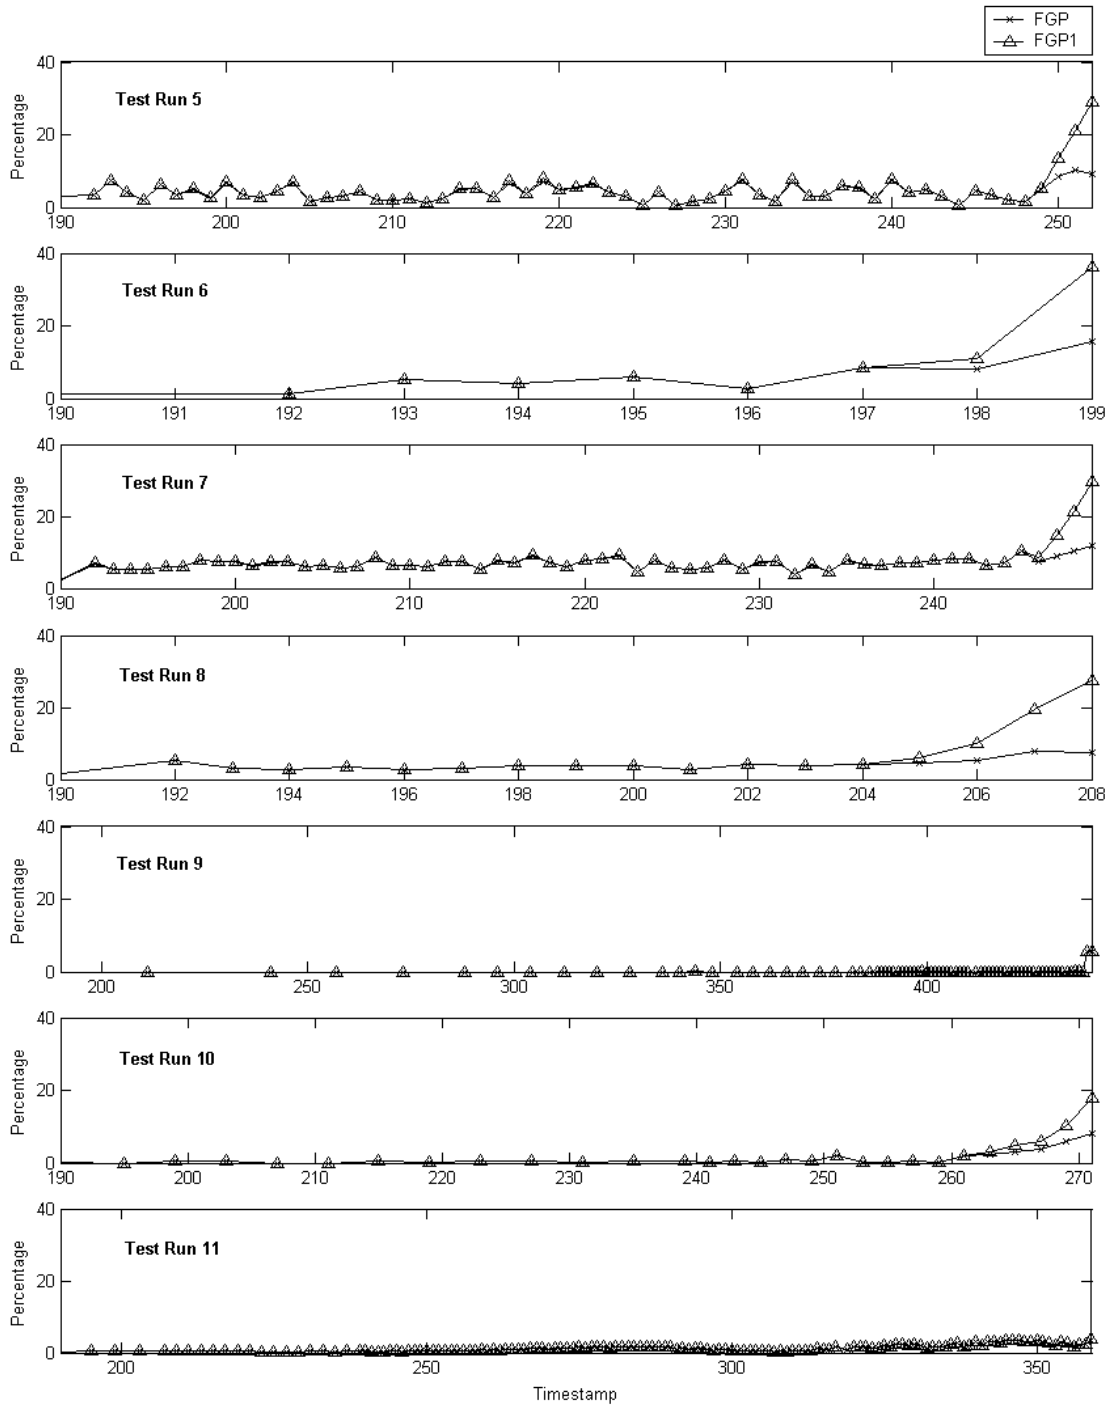 FGP
FGP1
40
20
0
Percentage
Test Run 5
190 200 210 220 230 240 250
40
20
0
Percentage
Test Run 6
190 191 192 193 194 195 196 197 198 199
40
20
0
Percentage
Test Run 7
190 200 210 220 230 240
40
20
0
Percentage
Test Run 8
190 192 194 196 198 200 202 204 206 208
40
20
0
Percentage
Test Run 9
200 250 300 350 400
40
20
0
Percentage
Test Run 10
190 200 210 220 230 240 250 260 270
40
20
0
Percentage
Test Run 11
200 250 300 350
Timestamp